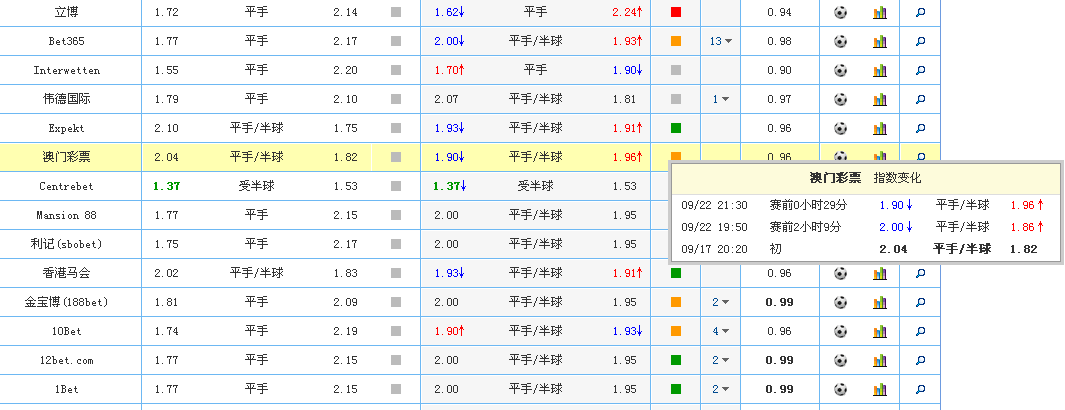 立博 1.72 平手 2.14 1.62↓ 平手 2.24↑ 0.94
Bet365 1.77 平手 2.17 2.00↓ 平手/半球 1.93↑ 13 0.98
Interwetten 1.55 平手 2.20 1.70↑ 平手 1.90↓ 0.90
伟德国际 1.79 平手 2.10 2.07 平手/半球 1.81 1 0.97
Expekt 2.10 平手/半球 1.75 1.93↓ 平手/半球 1.91↑ 0.96
澳门彩票 2.04 平手/半球 1.82 1.90↓ 平手/半球 1.96↑ 0.96
Centrebet 1.37 受半球 1.53 1.37↓ 受半球 1.53
Mansion 88 1.77 平手 2.15 2.00 平手/半球 1.95
利记(sbobet) 1.75 平手 2.17 2.00 平手/半球 1.95
香港马会 2.02 平手/半球 1.83 1.93↓ 平手/半球 1.91↑ 0.96
金宝博(188bet) 1.81 平手 2.09 2.00 平手/半球 1.95 2 0.99
10Bet 1.74 平手 2.19 1.90↑ 平手/半球 1.93↓ 4 0.96
12bet.com 1.77 平手 2.15 2.00 平手/半球 1.95 2 0.99
1Bet 1.77 平手 2.15 2.00 平手/半球 1.95 2 0.99
澳门彩票 指数变化
09/22 21:30 赛前0小时29分 1.90↓ 平手/半球 1.96↑
09/22 19:50 赛前2小时9分 2.00↓ 平手/半球 1.86↑
09/17 20:20 初 2.04 平手/半球 1.82